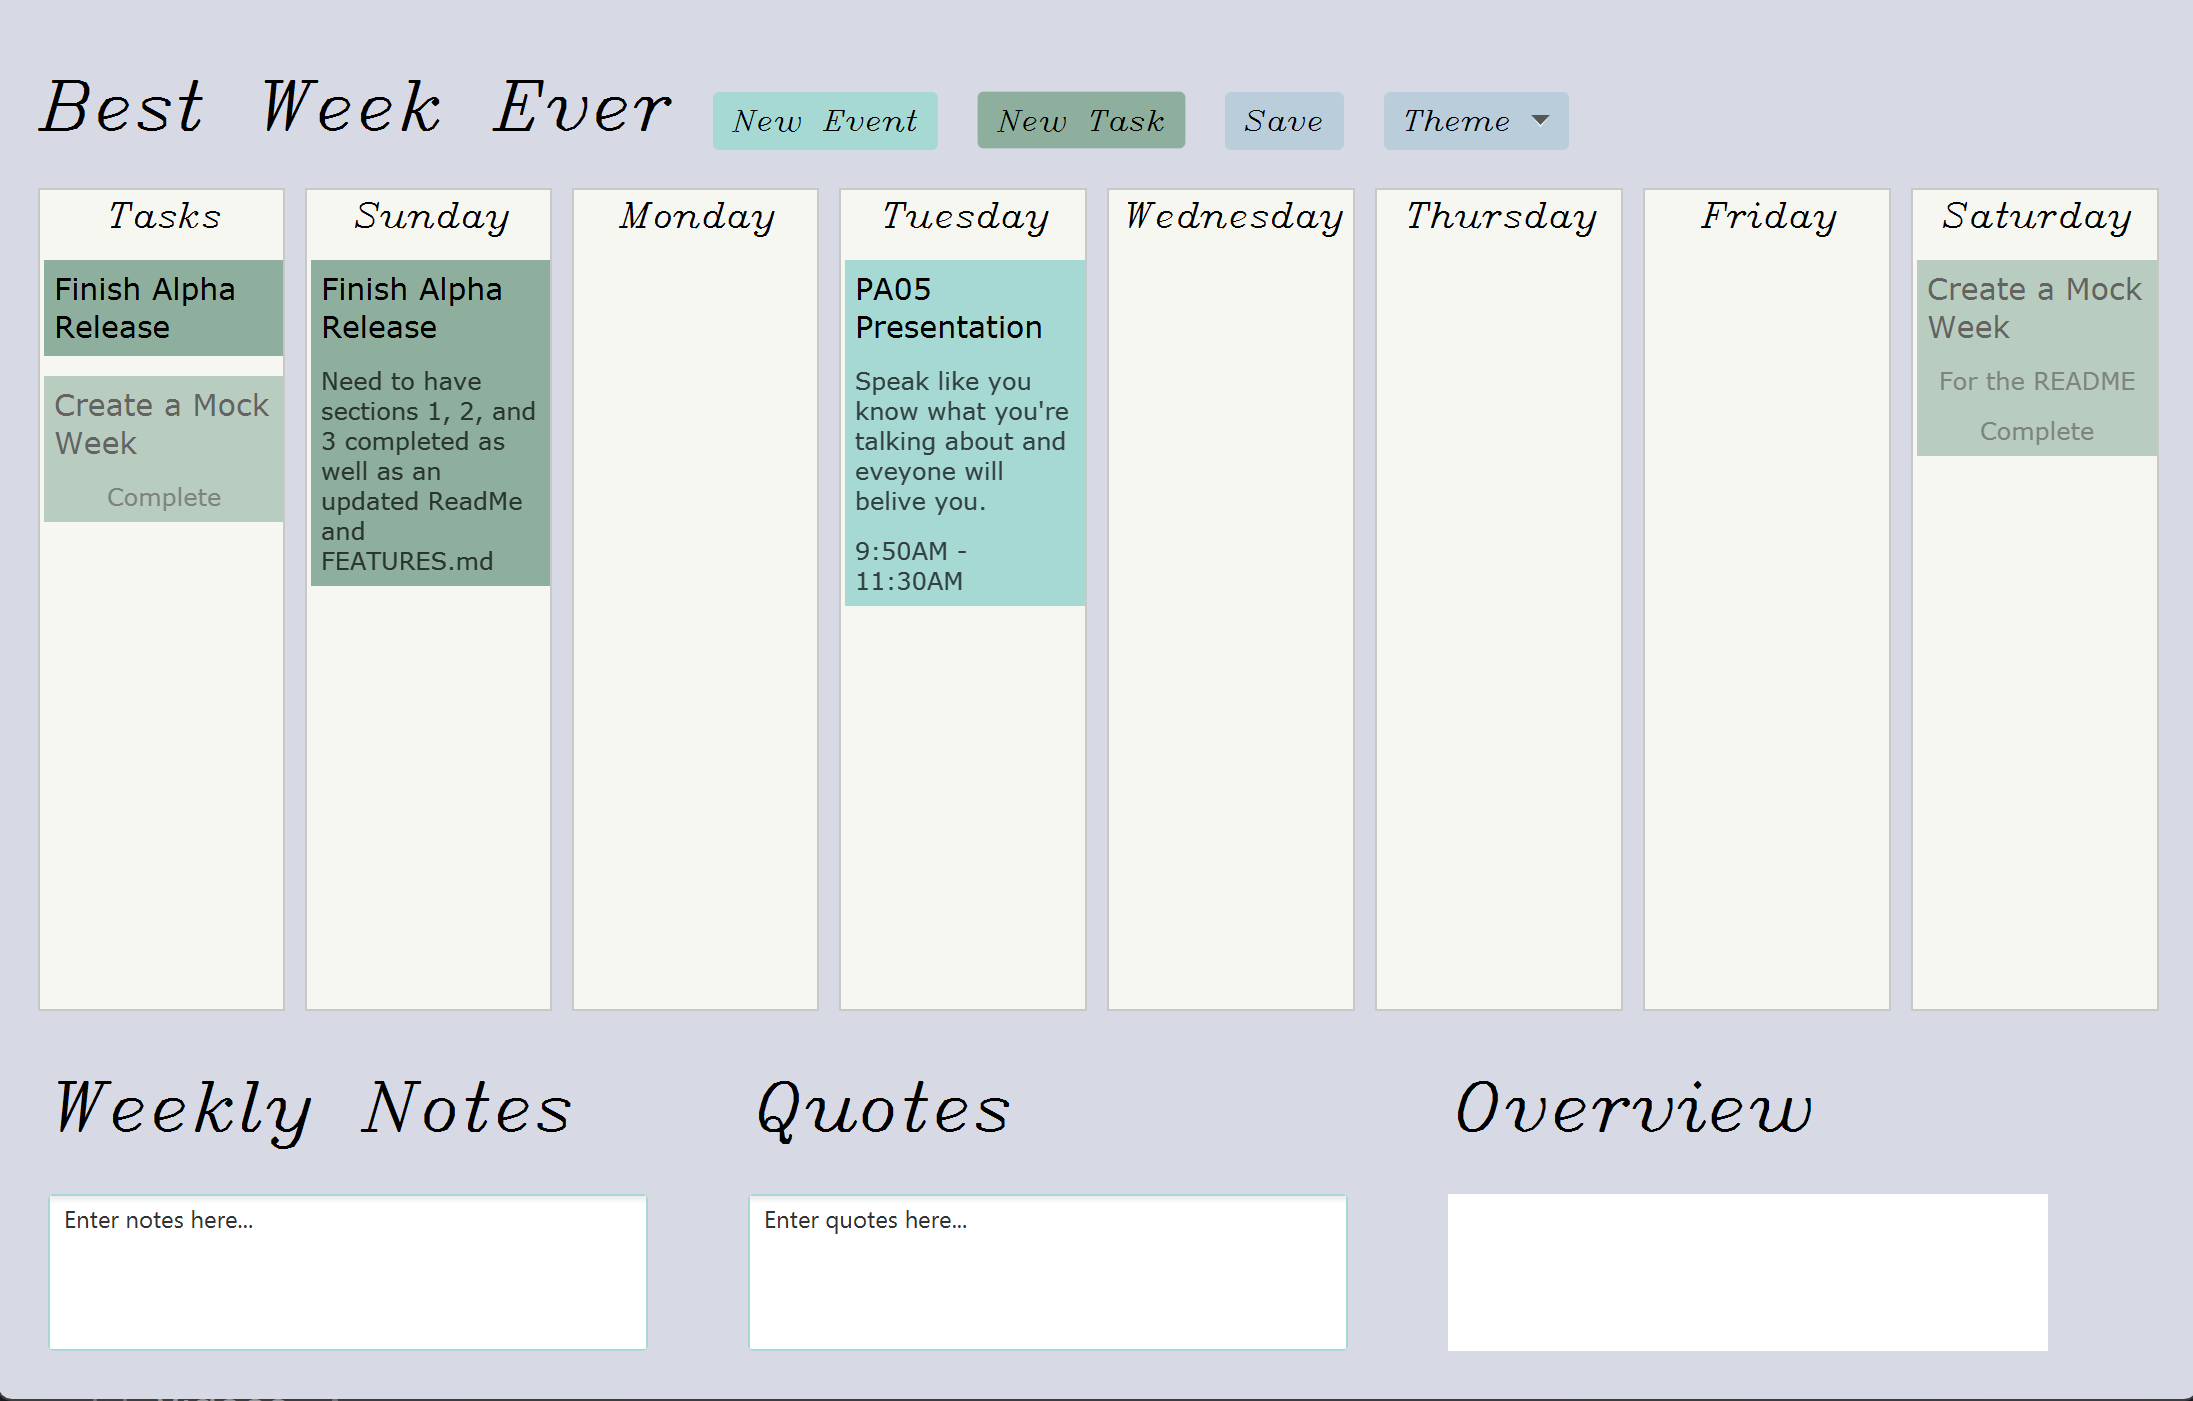 Best Week Ever
New Event
New Task
Save
Theme
Tasks
Finish Alpha
Release
Create a Mock
Week
Complete
Sunday
Finish Alpha
Release
Need to have
sections 1, 2, and
3 completed as
well as an
updated ReadMe
and
FEATURES.md
Monday
Tuesday
PA05
Presentation
Speak like you
know what you're
talking about and
eveyone will
belive you.
9:50AM -
11:30AM
Wednesday
Thursday
Friday
Saturday
Create a Mock
Week
For the README
Complete
Weekly Notes
Enter notes here...
Quotes
Enter quotes here...
Overview